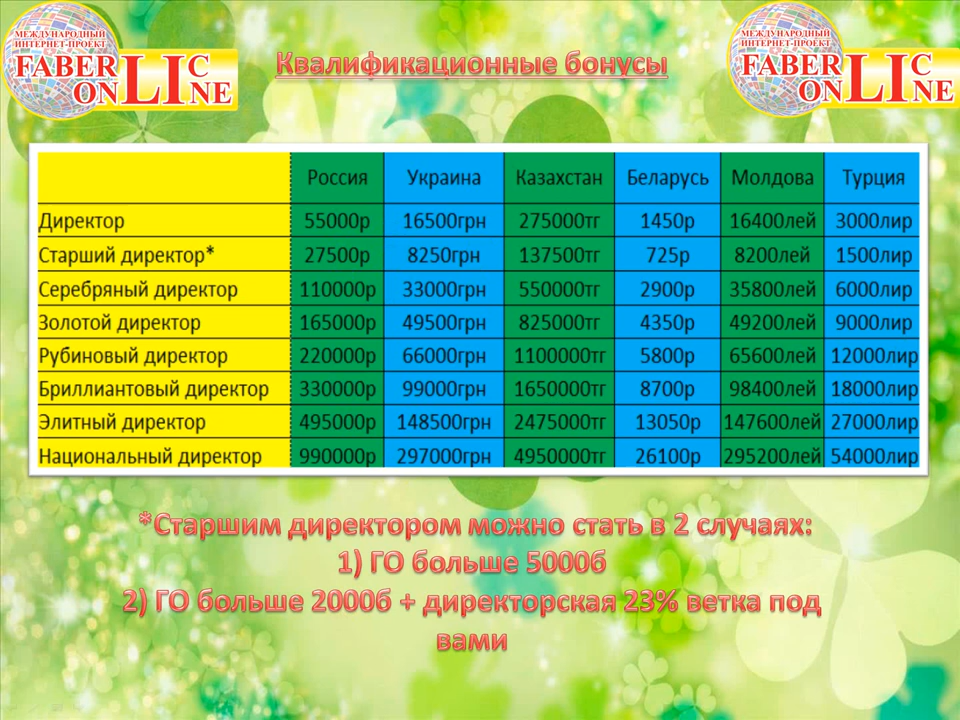 МЕЖДУНАРОДНЫЙ
ИНТЕРНЕТ-ПРОЕКТ
FABERLIC
ONLINE
Квалификационные бонусы
МЕЖДУНАРОДНЫЙ
ИНТЕРНЕТ-ПРОЕКТ
FABERLIC
ONLINE
Россия Украина Казахстан Беларусь Молдова Турция
Директор 55000р 16500грн 275000тг 1450р 16400лей 3000лир
Старший директор* 27500р 8250грн 137500тг 725р 8200лей 1500лир
Серебряный директор 110000р 33000грн 550000тг 2900р 35800лей 6000лир
Золотой директор 165000р 49500грн 825000тг 4350р 49200лей 9000лир
Рубиновый директор 220000р 66000грн 1100000тг 5800р 65600лей 12000лир
Бриллиантовый директор 330000р 99000грн 1650000тг 8700р 98400лей 18000лир
Элитный директор 495000р 148500грн 2475000тг 13050р 147600лей 27000лир
Национальный директор 990000р 297000грн 4950000тг 26100р 295200лей 54000лир
*Старшим директором можно стать в 2 случаях:
1) ГО больше 5000б
2) ГО больше 2000б + директорская 23% ветка под
вами